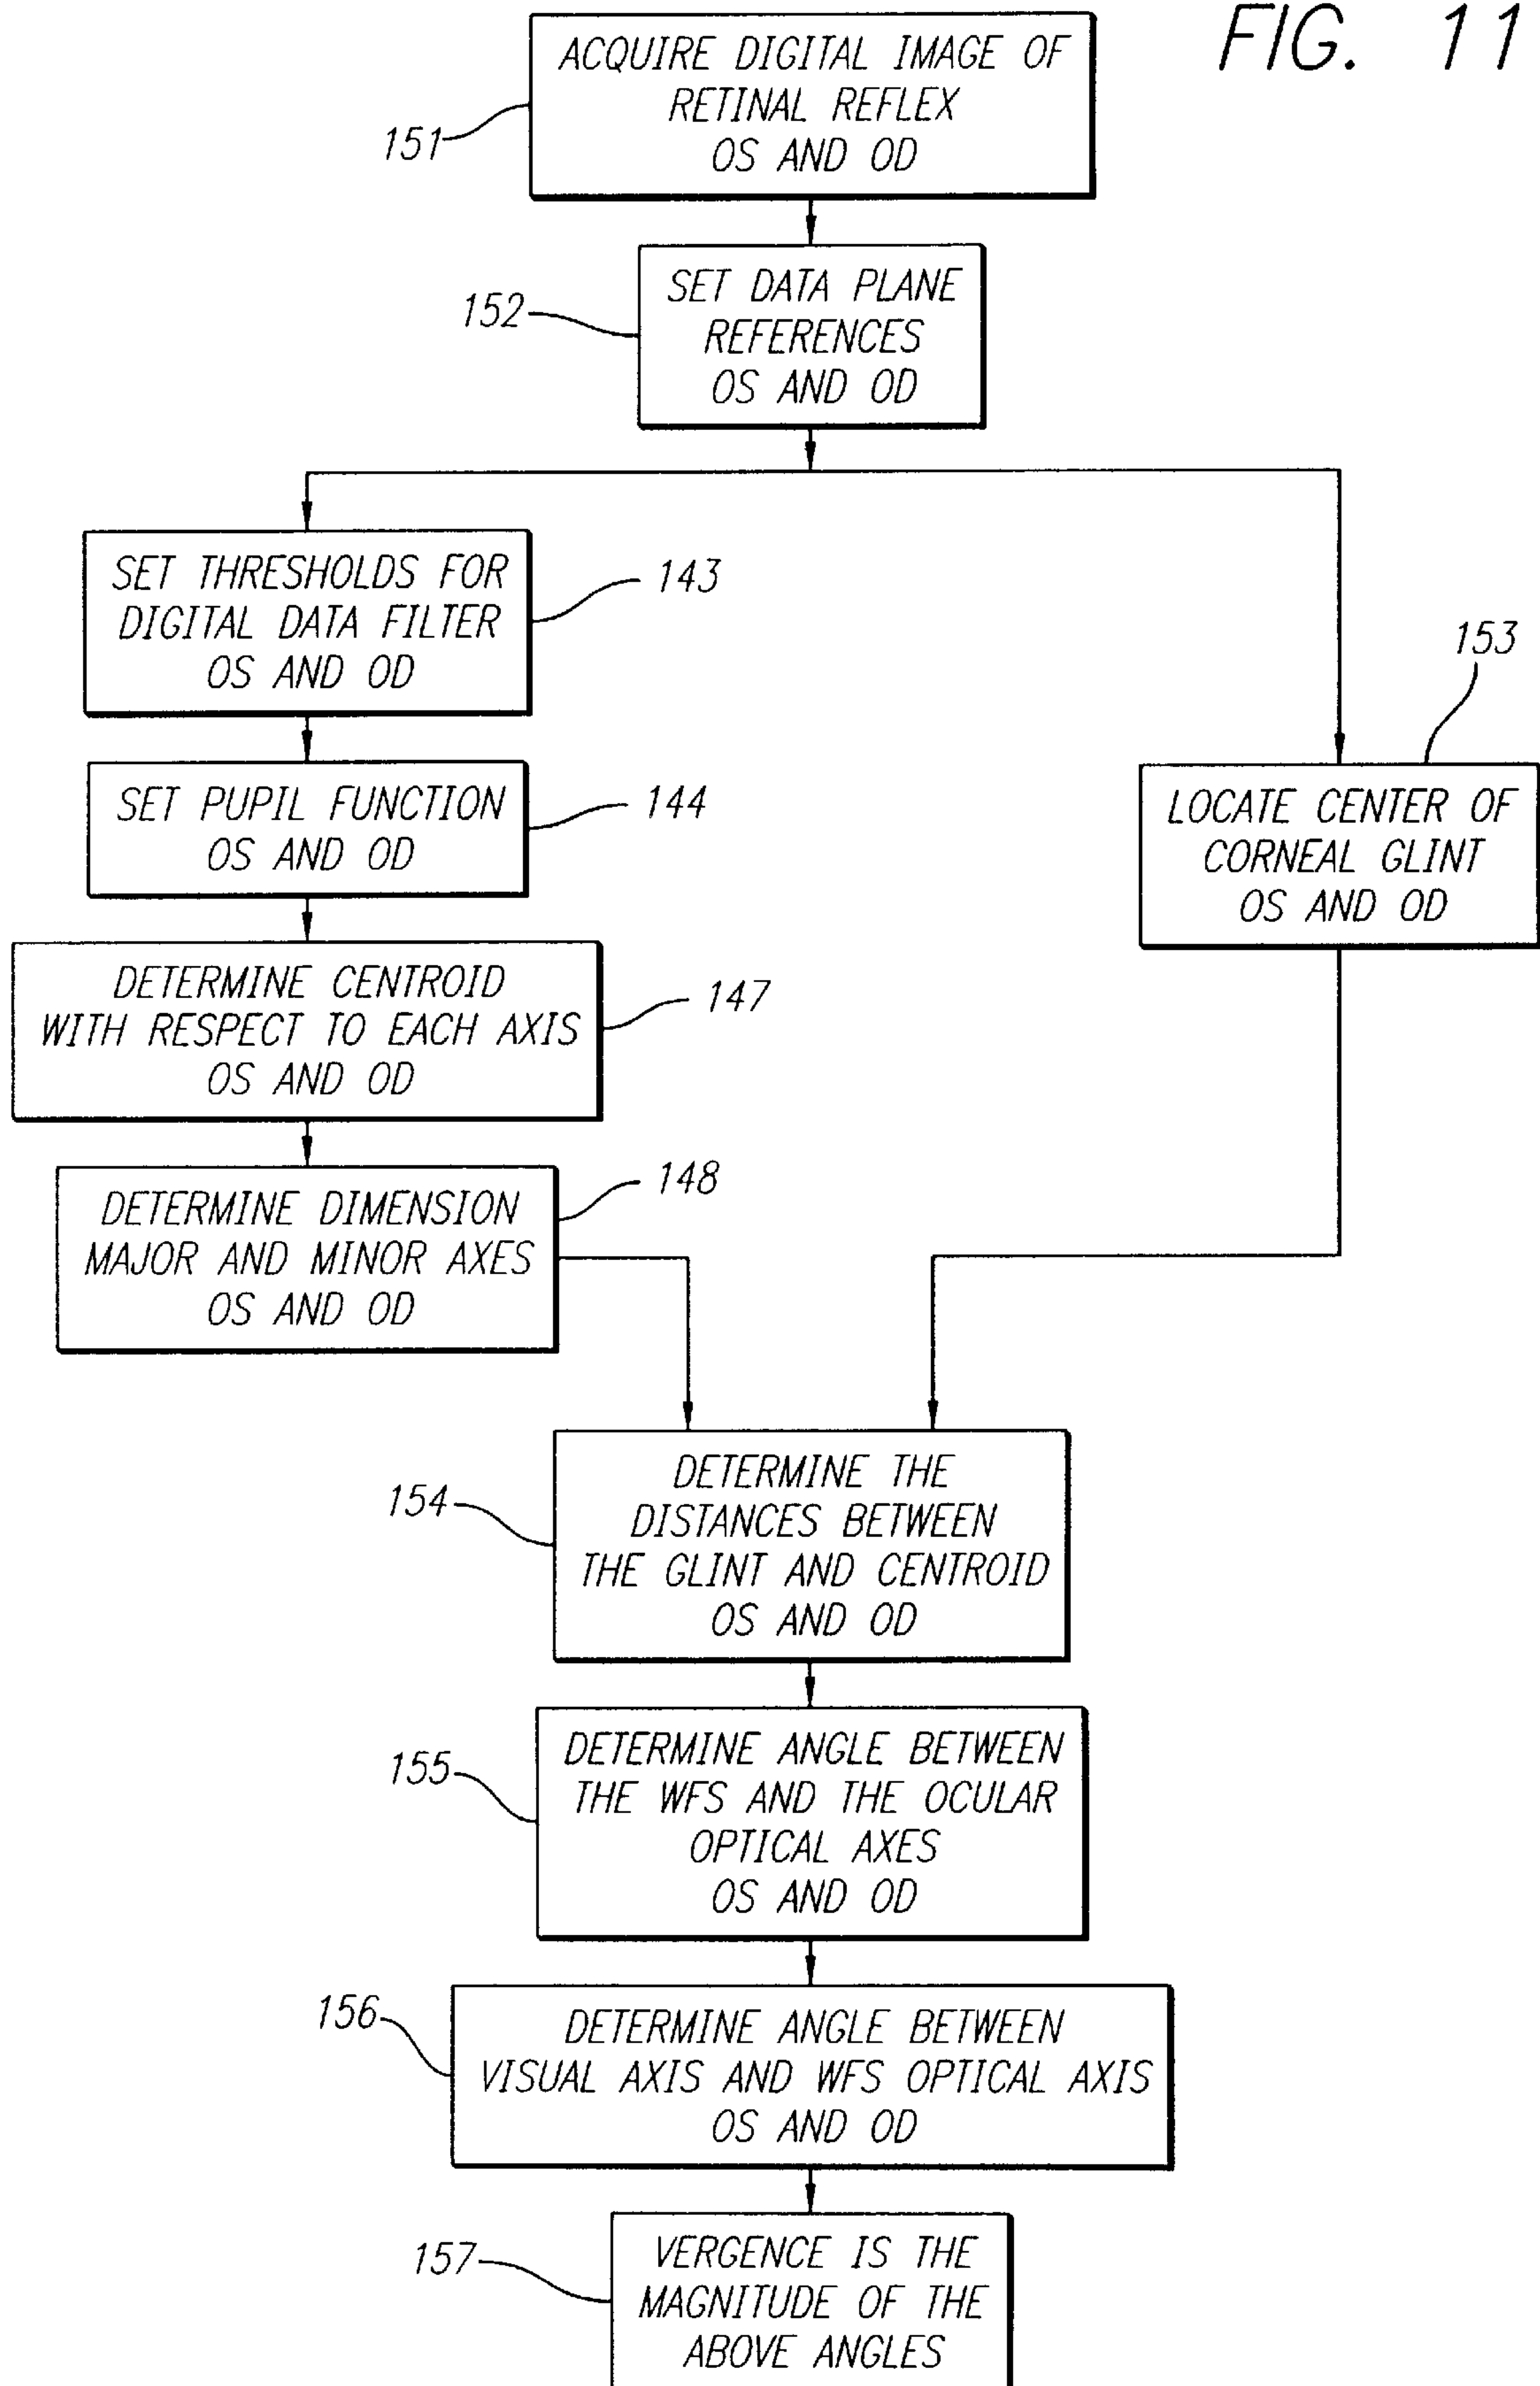 FIG. 11
ACQUIRE DIGITAL IMAGE OF
RETINAL REFLEX
OS AND OD
151
SET DATA PLANE
REFERENCES
OS AND OD
152
SET THRESHOLDS FOR
DIGITAL DATA FILTER
OS AND OD
143
SET PUPIL FUNCTION
OS AND OD
144
153
LOCATE CENTER OF
CORNEAL GLINT
OS AND OD
DETERMINE CENTROID
WITH RESPECT TO EACH AXIS
OS AND OD
147
DETERMINE DIMENSION
MAJOR AND MINOR AXES
OS AND OD
148
DETERMINE THE
DISTANCES BETWEEN
THE GLINT AND CENTROID
OS AND OD
154
DETERMINE ANGLE BETWEEN
THE WFS AND THE OCULAR
OPTICAL AXES
OS AND OD
155
DETERMINE ANGLE BETWEEN
VISUAL AXIS AND WFS OPTICAL AXIS
OS AND OD
156
VERGENCE IS THE
MAGNITUDE OF THE
ABOVE ANGLES
157